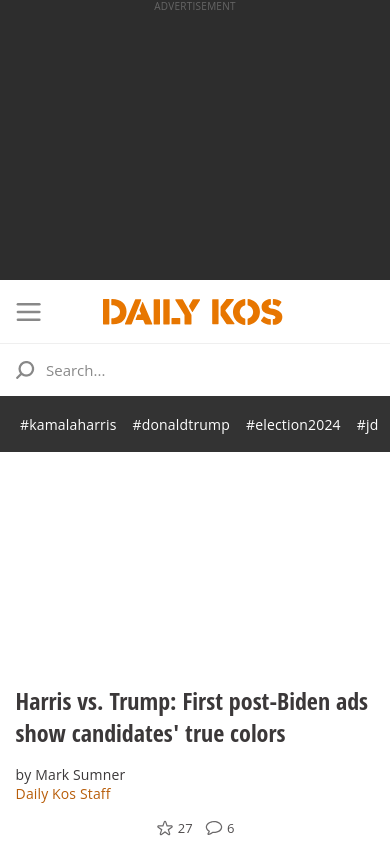 ADVERTISEMENT
DAILY KOS
Search...
#kamalaharris #donaldtrump #election2024 #jd
Harris vs. Trump: First post-Biden ads
show candidates' true colors
by Mark Sumner
Daily Kos Staff
27 6